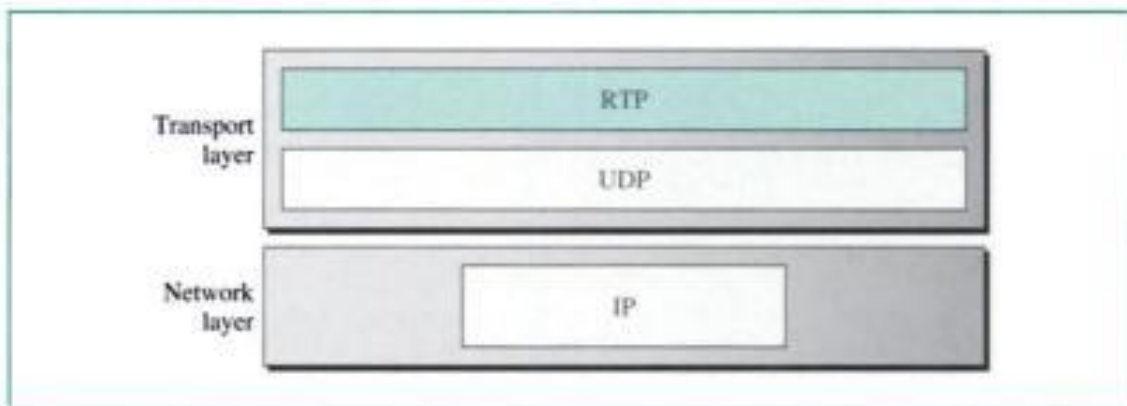 RTP
Transport
layer
UDP
Network
layer
IP